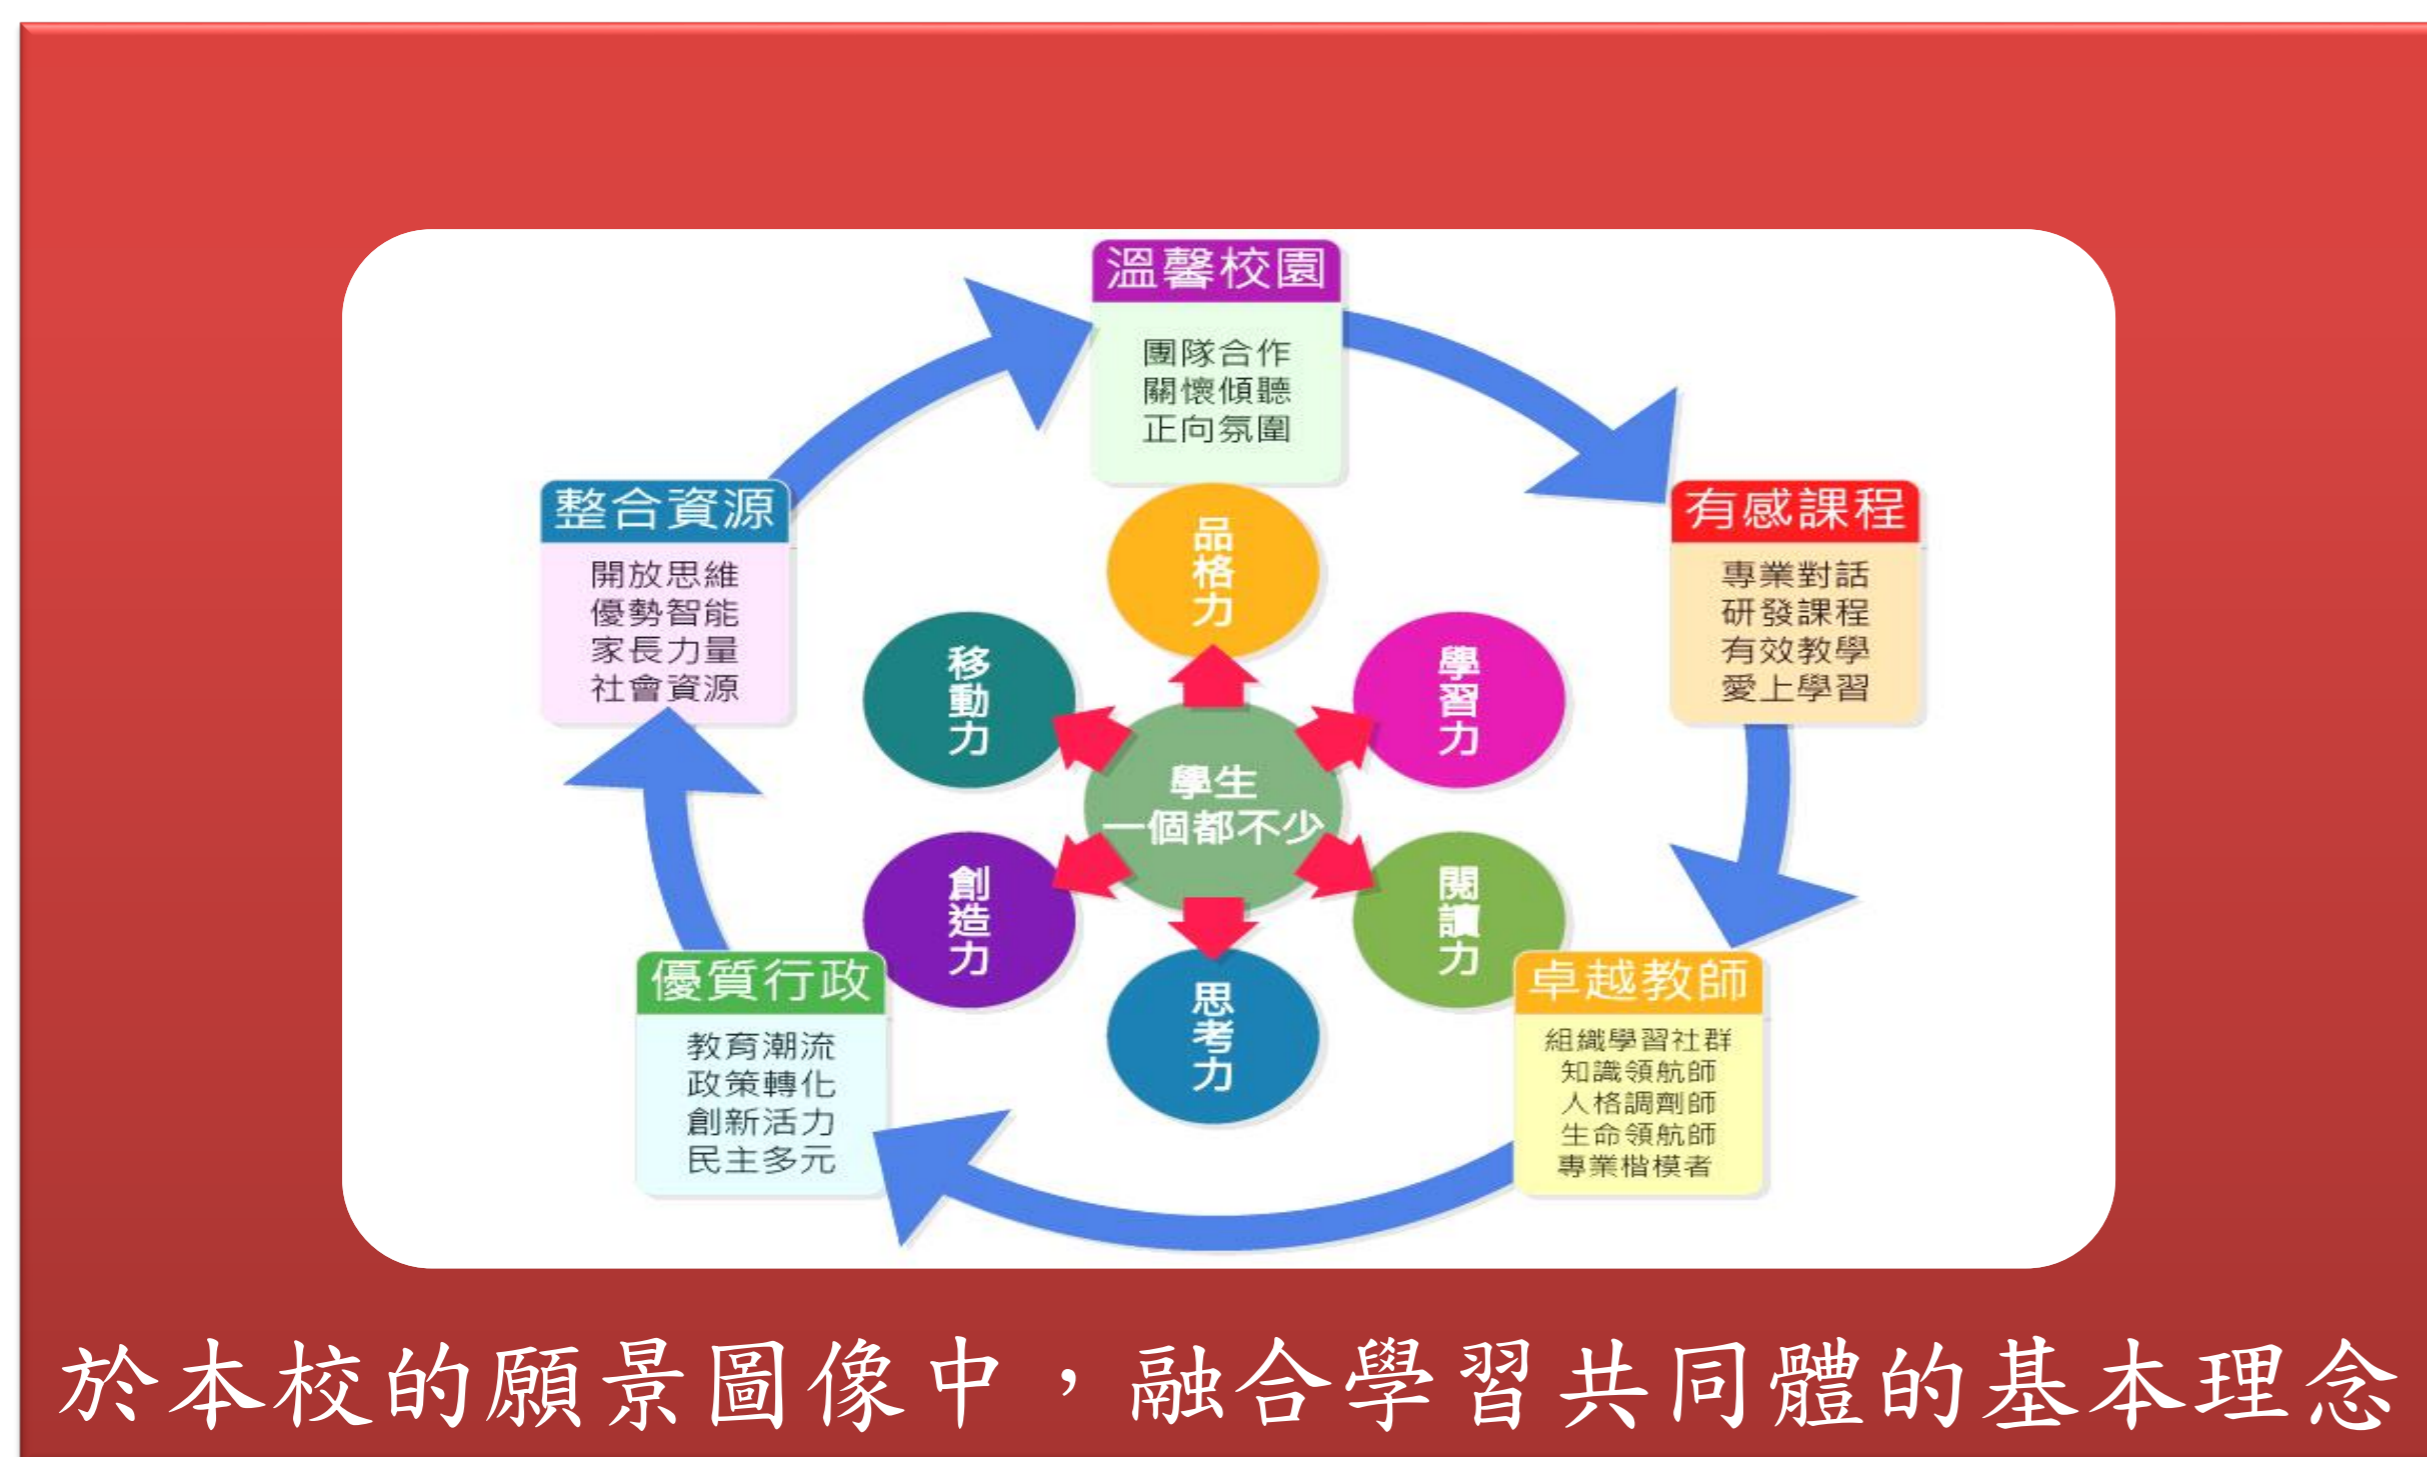 溫馨校園
團隊合作
關懷傾聽
正向氛圍
有感課程
專業對話
研發課程
有效教學
愛上學習
卓越教師
組織學習社群
知識領航師
人格調劑師
生命領航師
專業楷模者
優質行政
教育潮流
政策轉化
創新活力
民主多元
整合資源
開放思維
優勢智能
家長力量
社會資源
品格力
學習力
閱讀力
思考力
創造力
移動力
學生
一個都不少
於本校的願景圖像中，融合學習共同體的基本理念